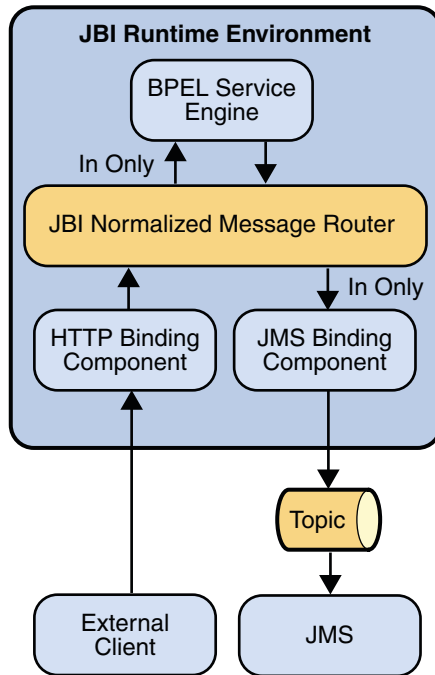 JBI Runtime Environment
BPEL Service
Engine
In Only
JBI Normalized Message Router
In Only
HTTP Binding
Component
JMS Binding
Component
Topic
External
Client
JMS